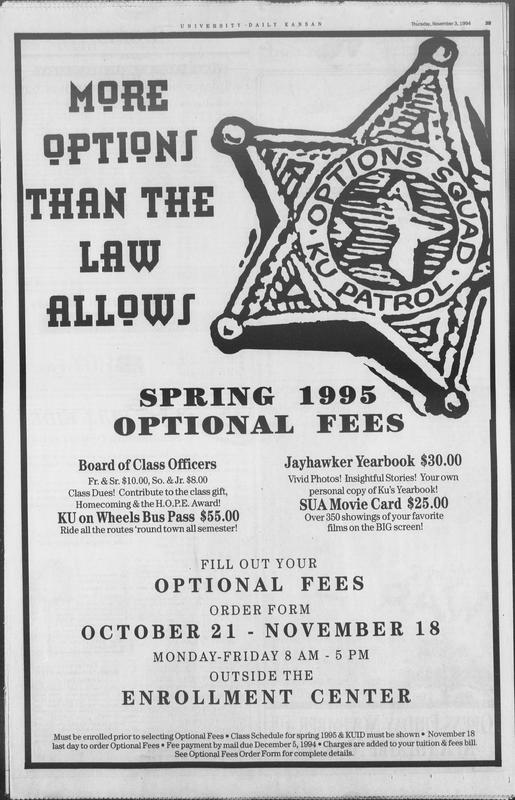 UNIVERSITY DAILY KANSAN
Thursday, November 3, 1994
MORE
OPTIONS
THAN THE
LAW
ALLOWS
OPTIONS SQUAD
KU PATROL
SPRING 1995
OPTIONAL FEES
Board of Class Officers
Fr. & Sr. $10.00, So. & Jr. $8.00
Class Dues! Contribute to the class gift,
Homecoming & the H.O.P.E. Award!
KU on Wheels Bus Pass $55.00
Ride all the routes 'round town all semester!
Jayhawker Yearbook $30.00
Vivid Photos! Insightful Stories! Your own
personal copy of Ku's Yearbook!
SUA Movie Card $25.00
Over 350 showings of your favorite
films on the BIG screen!
FILL OUT YOUR
OPTIONAL FEES
ORDER FORM
OCTOBER 21 - NOVEMBER 18
MONDAY-FRIDAY 8 AM - 5 PM
OUTSIDE THE
ENROLLMENT CENTER
Must be enrolled prior to selecting Optional Fees • Class Schedule for spring 1995 & KUID must be shown • November 18
last day to order Optional Fees • Fee payment by mail due December 5, 1994 • Charges are added to your tuition & fees bill.
See Optional Fees Order Form for complete details.